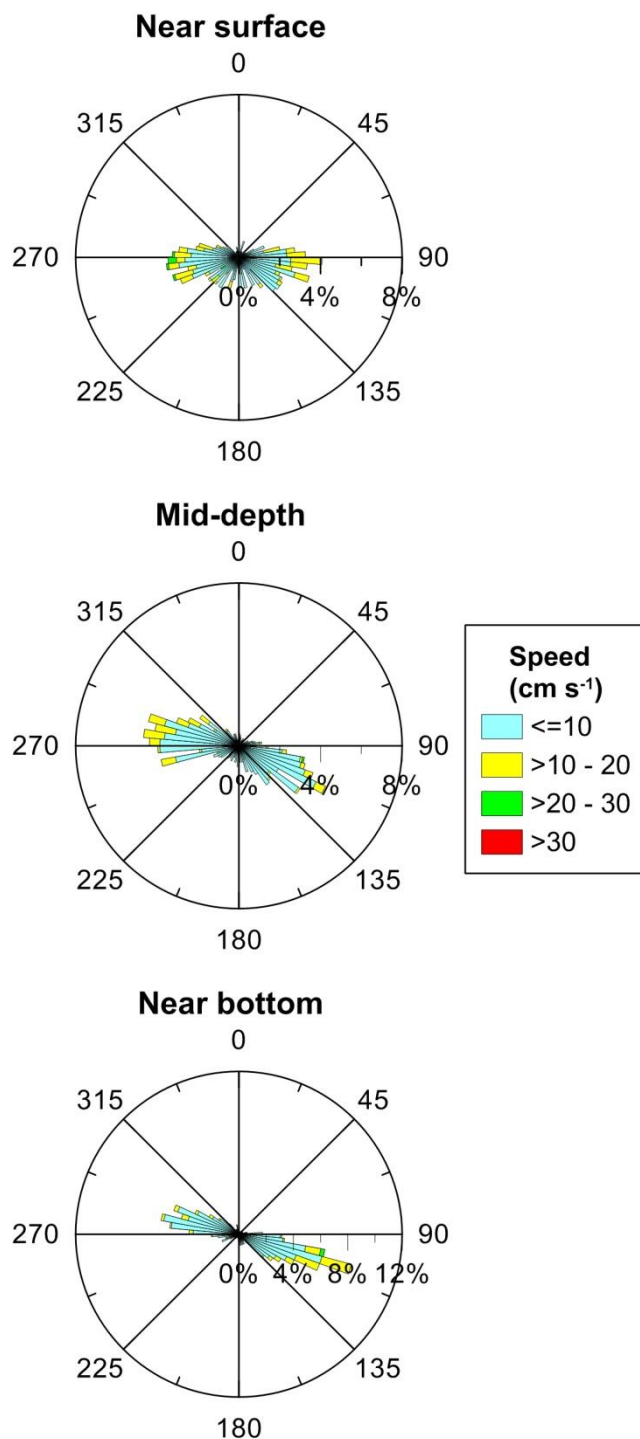 Near surface
0
315 45
270 90
0% 4% 8%
225 135
180
Mid-depth
0
315 45
Speed
(cm s⁻¹)
<=10
>10 - 20
>20 - 30
>30
270 90
0% 4% 8%
225 135
180
Near bottom
0
315 45
270 90
0% 4% 8% 12%
225 135
180